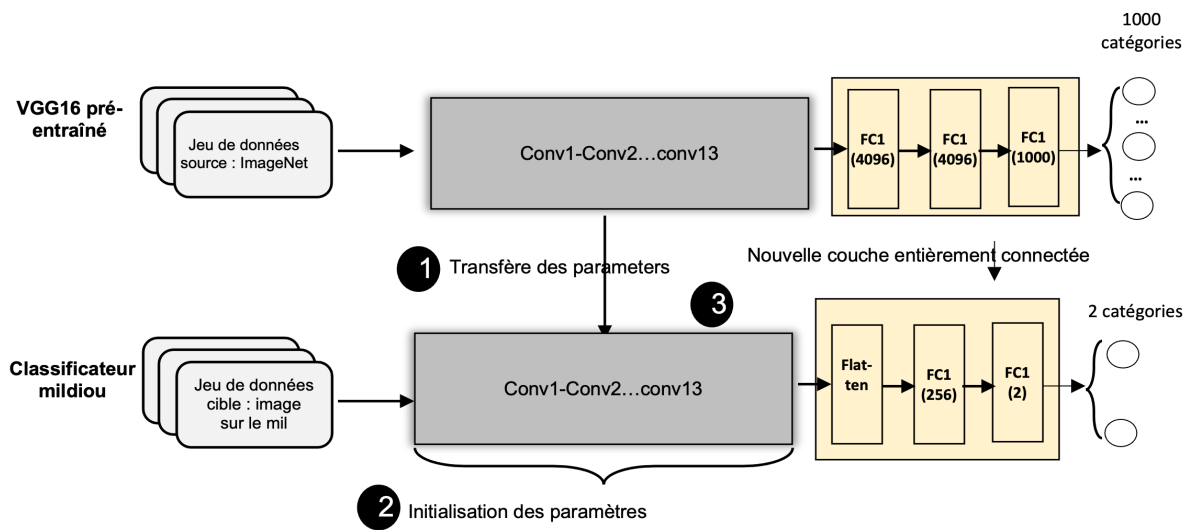 1000
catégories
VGG16 pré-
entraîné
Jeu de données
source : ImageNet
Conv1-Conv2...conv13
FC1
(4096)
FC1
(4096)
FC1
(1000)
...
...
1 Transfère des parameters
Nouvelle couche entièrement connectée
3
2 catégories
Classificateur
mildiou
Jeu de données
cible : image
sur le mil
Conv1-Conv2...conv13
Flat-
ten
FC1
(256)
FC1
(2)
2 Initialisation des paramètres